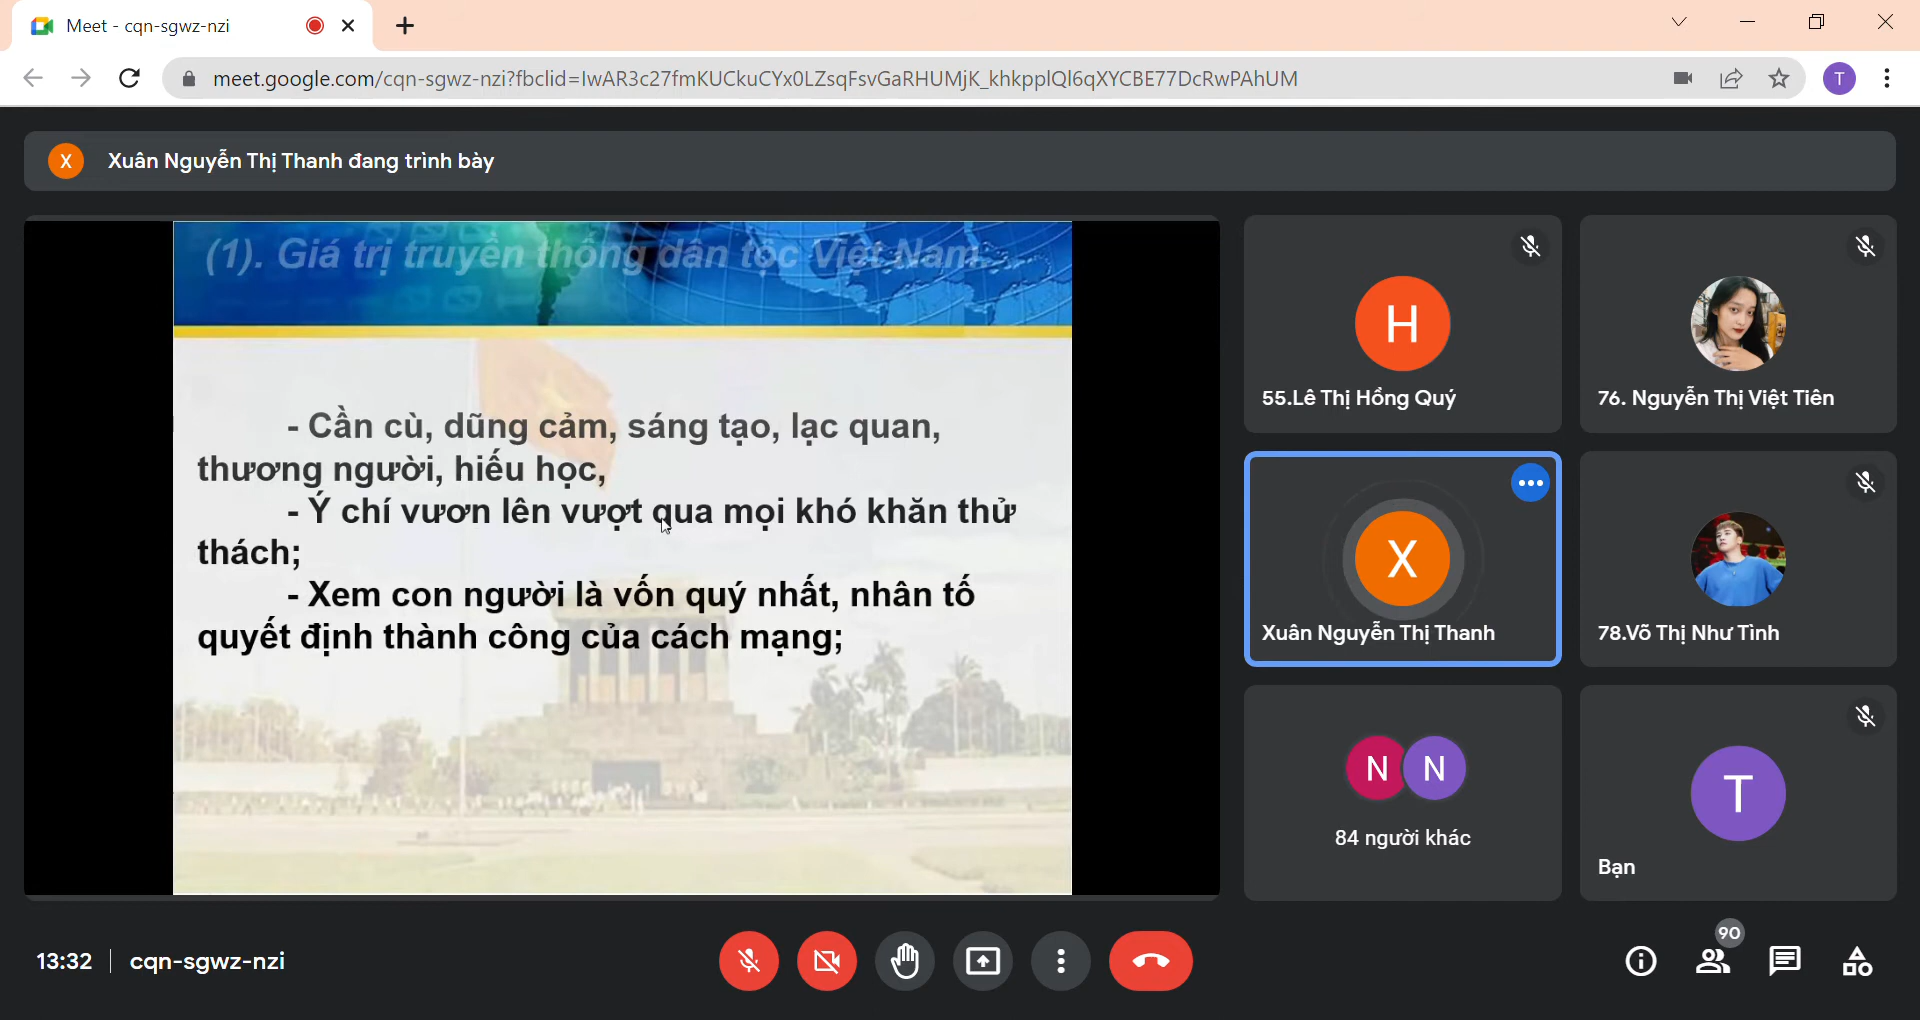 Meet - cqn-sgwz-nzi
meet.google.com/cqn-sgwz-nzi?fbclid=IwAR3c27fmKUCkuCYx0LZsqFsvGaRHUMjK_khkpplQl6qXYCBE77DcRwPAhUM
T
X
Xuân Nguyễn Thị Thanh đang trình bày
(1). Giá trị truyền thống dân tộc Việt Nam.
- Cần cù, dũng cảm, sáng tạo, lạc quan,
thương người, hiếu học,
- Ý chí vươn lên vượt qua mọi khó khăn thử
thách;
- Xem con người là vốn quý nhất, nhân tố
quyết định thành công của cách mạng;
H
55.Lê Thị Hồng Quý
76. Nguyễn Thị Việt Tiên
X
Xuân Nguyễn Thị Thanh
78.Võ Thị Như Tình
N N
84 người khác
T
Bạn
13:32 | cqn-sgwz-nzi
90